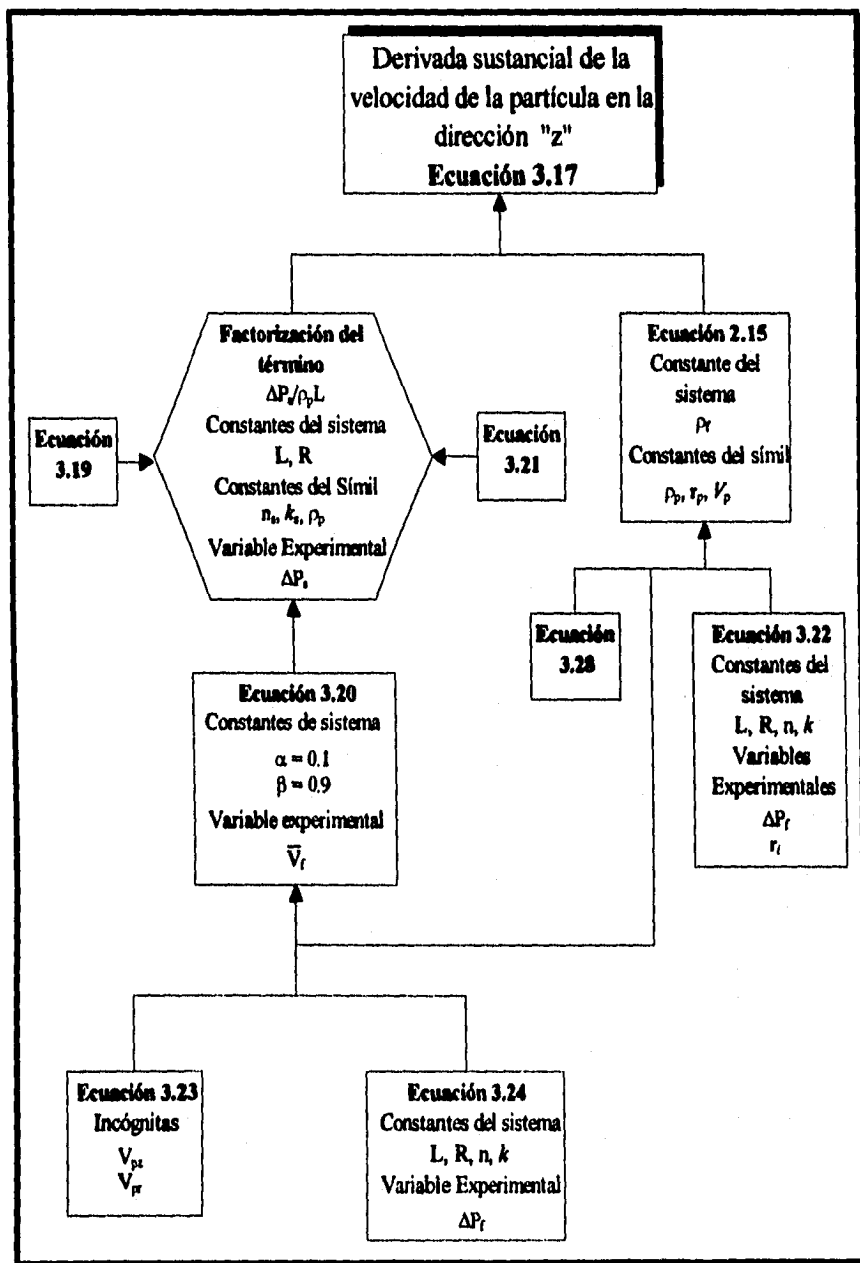 Derivada sustancial de la
velocidad de la partícula en la
dirección "z"
Ecuación 3.17
Factorización del
término
ΔPₛ/ρₚL
Constantes del sistema
L, R
Constantes del Símil
nₛ, kₛ, ρₚ
Variable Experimental
ΔPₛ
Ecuación
3.19
Ecuación
3.21
Ecuación 2.15
Constante del
sistema
ρf
Constantes del símil
ρₚ, rₚ, Vₚ
Ecuación
3.28
Ecuación 3.22
Constantes del
sistema
L, R, n, k
Variables
Experimentales
ΔPf
rᵢ
Ecuación 3.20
Constantes de sistema
α = 0.1
β = 0.9
Variable experimental
V̅f
Ecuación 3.23
Incógnitas
Vpz
Vpr
Ecuación 3.24
Constantes del sistema
L, R, n, k
Variable Experimental
ΔPf